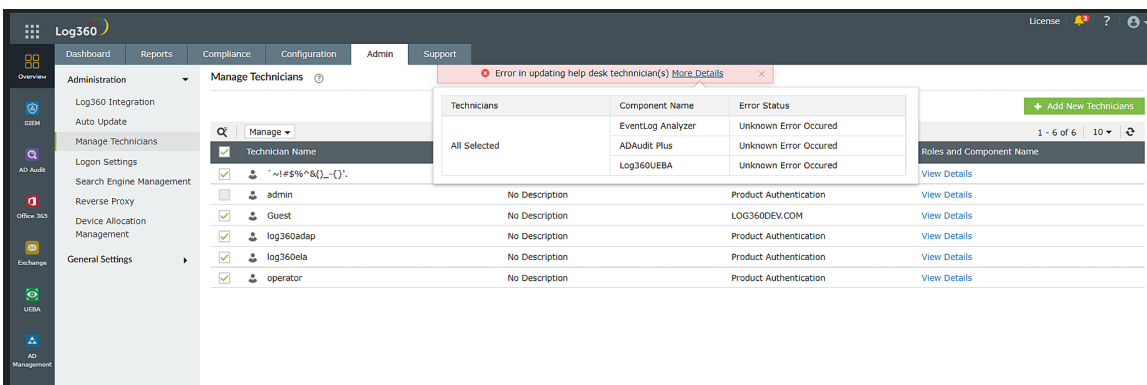 Log360
License 2 ?
Dashboard Reports Compliance Configuration Admin Support
Overview
SIEM
AD Audit
Office 365
Exchange
UEBA
AD
Management
Administration
Log360 Integration
Auto Update
Manage Technicians
Logon Settings
Search Engine Management
Reverse Proxy
Device Allocation
Management
General Settings
Manage Technicians ?
Error in updating help desk technnician(s) More Details
Technicians Component Name Error Status
All Selected
EventLog Analyzer Unknown Error Occured
ADAudit Plus Unknown Error Occured
Log360UEBA Unknown Error Occured
+ Add New Technicians
Manage
1 - 6 of 6 10
Technician Name Roles and Component Name
`~!#$%^&()_-{}'. View Details
admin No Description Product Authentication View Details
Guest No Description LOG360DEV.COM View Details
log360adap No Description Product Authentication View Details
log360ela No Description Product Authentication View Details
operator No Description Product Authentication View Details